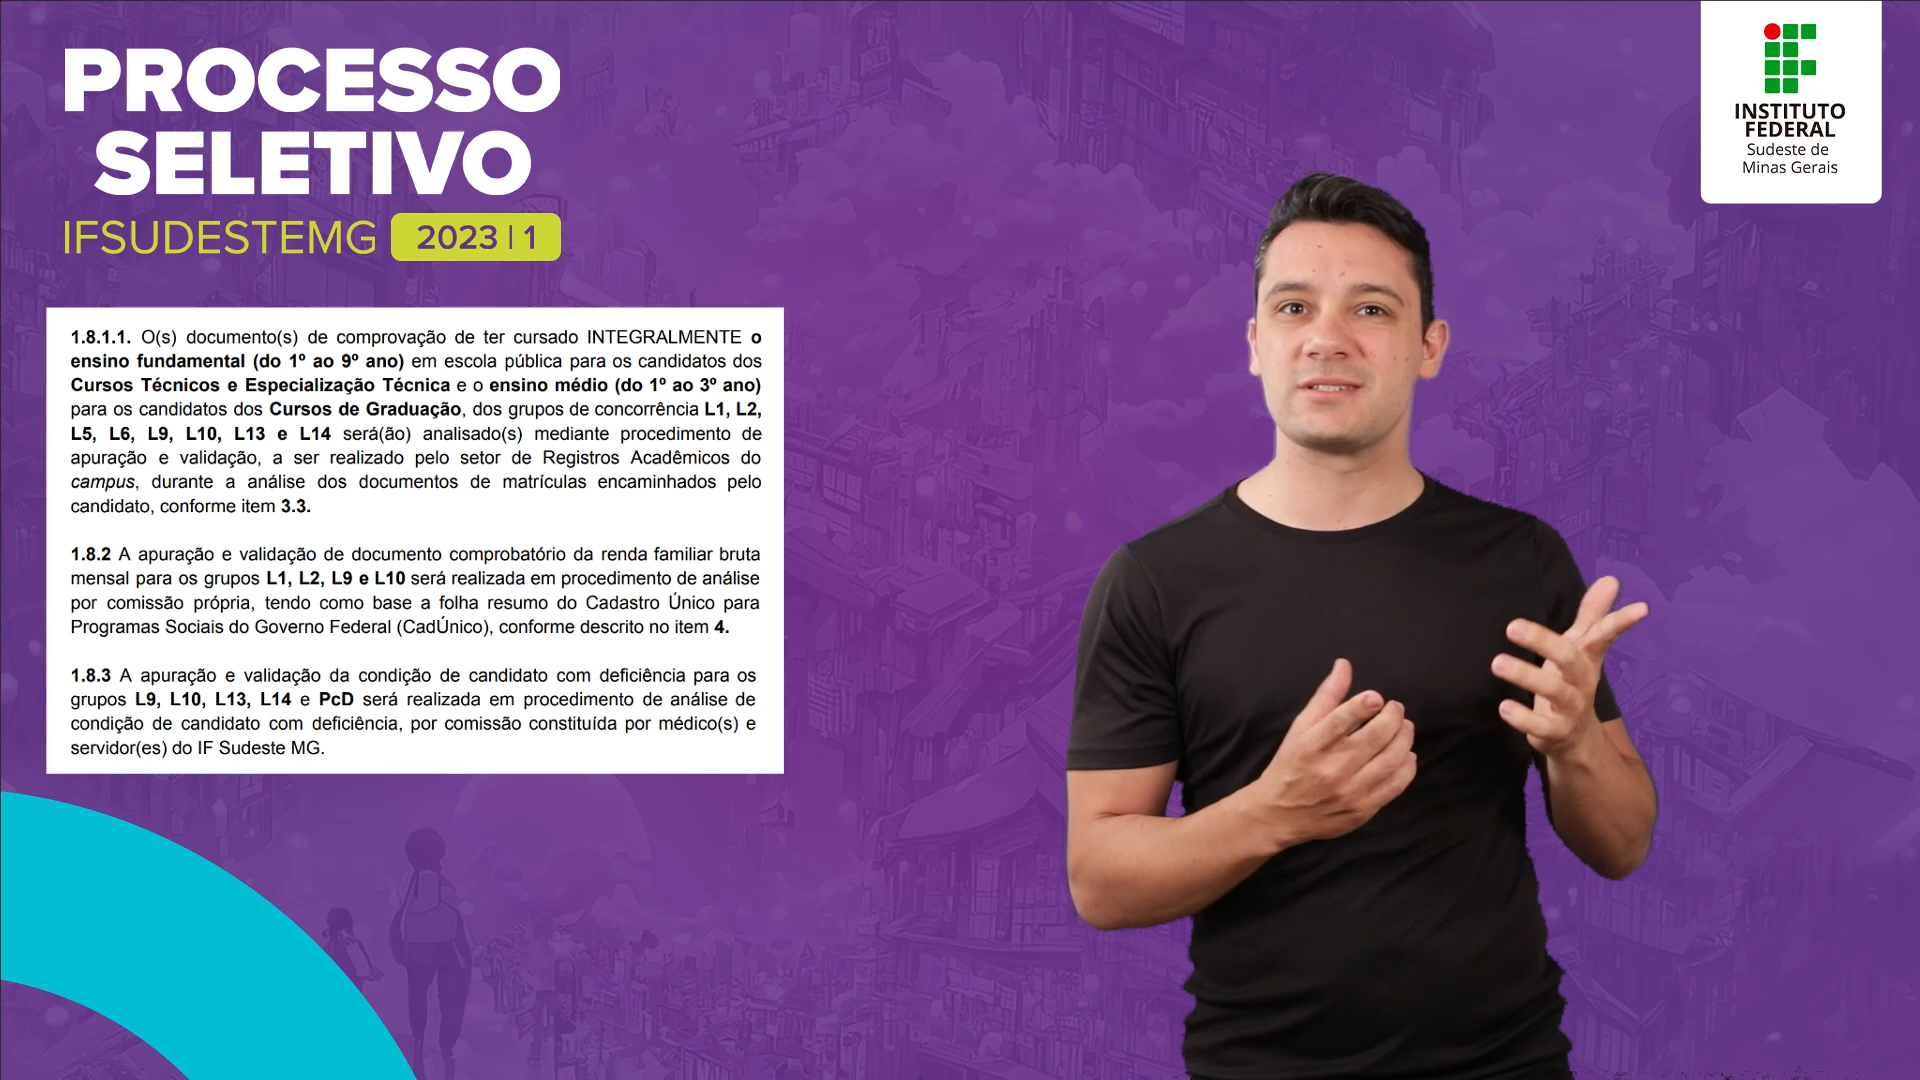 PROCESSO
SELETIVO
IFSUDESTEMG 2023 | 1
INSTITUTO
FEDERAL
Sudeste de
Minas Gerais
1.8.1.1. O(s) documento(s) de comprovação de ter cursado INTEGRALMENTE o
ensino fundamental (do 1º ao 9º ano) em escola pública para os candidatos dos
Cursos Técnicos e Especialização Técnica e o ensino médio (do 1º ao 3º ano)
para os candidatos dos Cursos de Graduação, dos grupos de concorrência L1, L2,
L5, L6, L9, L10, L13 e L14 será(ão) analisado(s) mediante procedimento de
apuração e validação, a ser realizado pelo setor de Registros Acadêmicos do
campus, durante a análise dos documentos de matrículas encaminhados pelo
candidato, conforme item 3.3.
1.8.2 A apuração e validação de documento comprobatório da renda familiar bruta
mensal para os grupos L1, L2, L9 e L10 será realizada em procedimento de análise
por comissão própria, tendo como base a folha resumo do Cadastro Único para
Programas Sociais do Governo Federal (CadÚnico), conforme descrito no item 4.
1.8.3 A apuração e validação da condição de candidato com deficiência para os
grupos L9, L10, L13, L14 e PcD será realizada em procedimento de análise de
condição de candidato com deficiência, por comissão constituída por médico(s) e
servidor(es) do IF Sudeste MG.